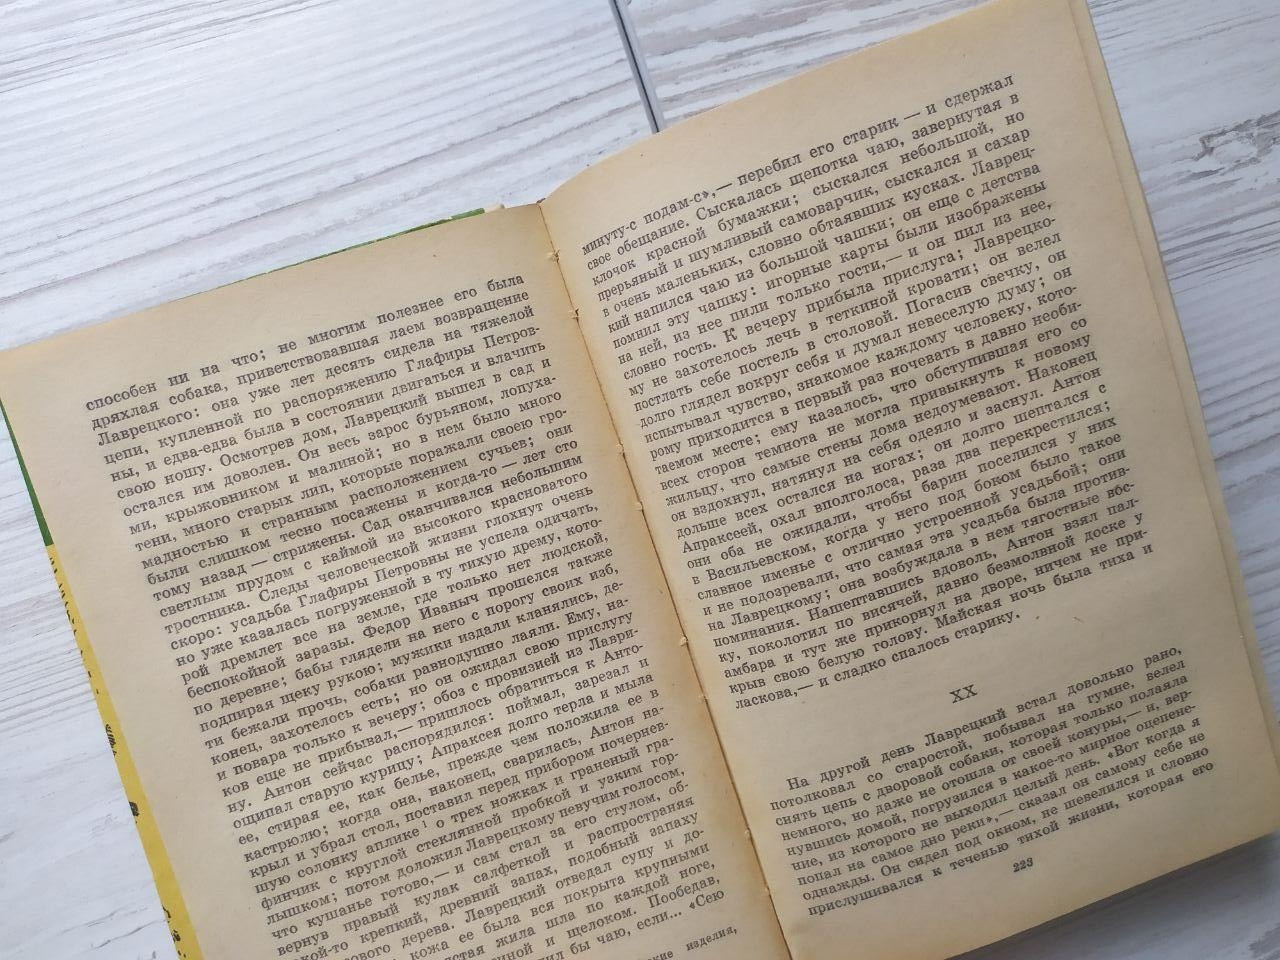 способен ни на что; не многим полезнее его была
дряхлая собака, приветствовавшая лаем возвращение
Лаврецкого: она уже лет десять сидела на тяжелой
цепи, купленной по распоряжению Глафиры Петров-
ны, и едва-едва была в состоянии двигаться и влачить
свою ношу. Осмотрев дом, Лаврецкий вышел в сад и
остался им доволен. Он весь зарос бурьяном, лопуха-
ми, крыжовником и малиной; но в нем было много
тени, много старых лип, которые поражали своею гро-
мадностью и странным расположением сучьев; они
были слишком тесно посажены и когда-то — лет сто
тому назад — стрижены. Сад оканчивался небольшим
светлым прудом с каймой из высокого красноватого
тростника. Следы человеческой жизни глохнут очень
скоро: усадьба Глафиры Петровны не успела одичать,
но уже казалась погруженной в ту тихую дрему, кото-
рой дремлет все на земле, где только нет людской,
беспокойной заразы. Федор Иваныч прошелся также
по деревне; бабы глядели на него с порогу своих изб,
подпирая щеку рукою; мужики издали кланялись, де-
ти бежали прочь, собаки равнодушно лаяли. Ему, на-
конец, захотелось есть; но он ожидал свою прислугу
и повара только к вечеру; обоз с провизией из Лаври-
ков еще не прибывал,— пришлось обратиться к Анто-
ну. Антон сейчас распорядился: поймал, зарезал и
ощипал старую курицу; Апраксея долго терла и мыла
ее, стирая ее, как белье, прежде чем положила ее в
кастрюлю; когда она, наконец, сварилась, Антон на-
крыл и убрал стол, поставил перед прибором почернев-
шую солонку аплике ¹ о трех ножках и граненый гра-
финчик с круглой стеклянной пробкой и узким гор-
лышком; потом доложил Лаврецкому певучим голосом,
что кушанье готово,— и сам стал за его стулом, об-
вернув правый кулак салфеткой и распространяя
какой-то крепкий, древний запах, подобный запаху
сового дерева. Лаврецкий отведал супу и до-
кожа ее была вся покрыта крупными
стая жила шла по каждой ноге,
синой и щелоком. Пообедав,
пил бы чаю, если... «Сею
ские изделия,
минуту-с подам-с»,— перебил его старик — и сдержал
свое обещание. Сыскалась щепотка чаю, завернутая в
клочок красной бумажки; сыскался небольшой, но
прерьяный и шумливый самоварчик, сыскался и сахар
в очень маленьких, словно обтаявших кусках. Лаврец-
кий напился чаю из большой чашки; он еще с детства
помнил эту чашку: игорные карты были изображены
на ней, из нее пили только гости,— и он пил из нее,
словно гость. К вечеру прибыла прислуга; Лаврецко-
му не захотелось лечь в теткиной кровати; он велел
постлать себе постель в столовой. Погасив свечку, он
долго глядел вокруг себя и думал невеселую думу; он
испытывал чувство, знакомое каждому человеку, кото-
рому приходится в первый раз ночевать в давно необи-
таемом месте; ему казалось, что обступившая его со
всех сторон темнота не могла привыкнуть к новому
жильцу, что самые стены дома недоумевают. Наконец
он вздохнул, натянул на себя одеяло и заснул. Антон
дольше всех остался на ногах; он долго шептался с
Апраксеей, охал вполголоса, раза два перекрестился;
они оба не ожидали, чтобы барин поселился у них
в Васильевском, когда у него под боком было такое
славное именье с отлично устроенной усадьбой; они
и не подозревали, что самая эта усадьба была против-
на Лаврецкому; она возбуждала в нем тягостные вос-
поминания. Нашептавшись вдоволь, Антон взял пал-
ку, поколотил по висячей, давно безмолвной доске у
амбара и тут же прикорнул на дворе, ничем не при-
крыв свою белую голову. Майская ночь была тиха и
ласкова,— и сладко спалось старику.
XX
На другой день Лаврецкий встал довольно рано,
потолковал со старостой, побывал на гумне, велел
снять цепь с дворовой собаки, которая только полаяла
немного, но даже не отошла от своей конуры,— и, вер-
нувшись домой, погрузился в какое-то мирное оцепене-
ние, из которого не выходил целый день. «Вот когда я
попал на самое дно реки»,— сказал он самому себе не
однажды. Он сидел под окном, не шевелился и словно
прислушивался к теченью тихой жизни, которая его
223